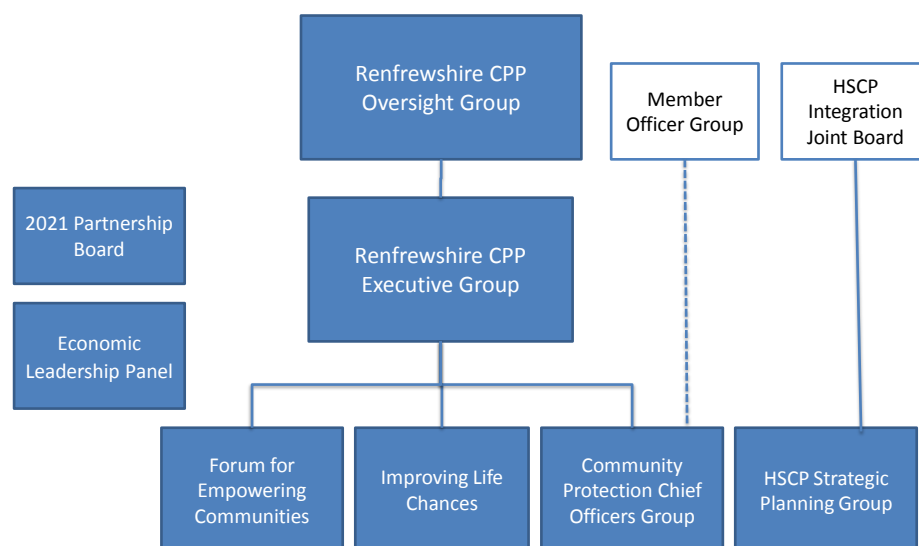 Renfrewshire CPP
Oversight Group
Member
Officer Group
HSCP
Integration
Joint Board
2021 Partnership
Board
Renfrewshire CPP
Executive Group
Economic
Leadership Panel
Forum for
Empowering
Communities
Improving Life
Chances
Community
Protection Chief
Officers Group
HSCP Strategic
Planning Group